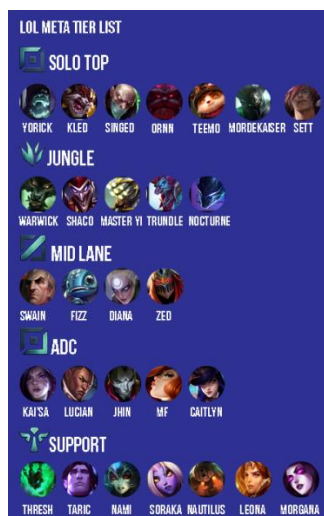 LOL META TIER LIST
SOLO TOP
YORICK KLED SINGED ORNN TEEMO MORDEKAISER SETT
JUNGLE
WARWICK SHACO MASTER YI TRUNDLE NOCTURNE
MID LANE
SWAIN FIZZ DIANA ZED
ADC
KAI'SA LUCIAN JHIN MF CAITLYN
SUPPORT
THRESH TARIC NAMI SORAKA NAUTILUS LEONA MORGANA